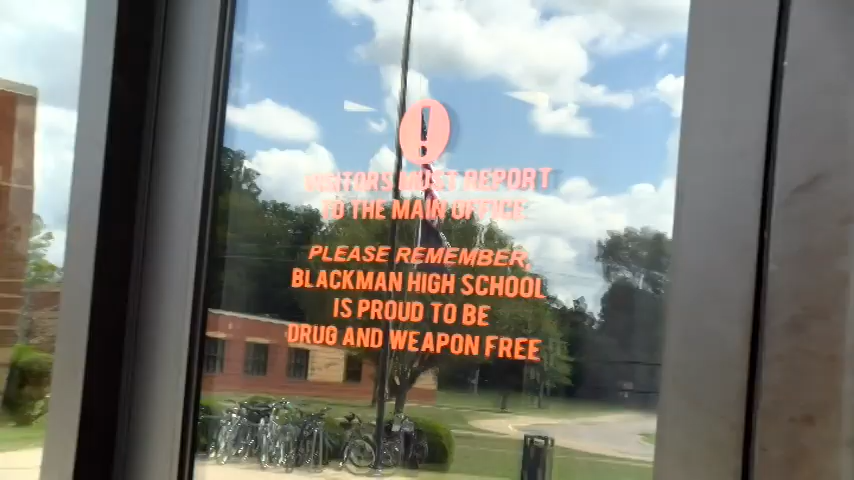 VISITORS MUST REPORT
TO THE MAIN OFFICE
PLEASE REMEMBER,
BLACKMAN HIGH SCHOOL
IS PROUD TO BE
DRUG AND WEAPON FREE